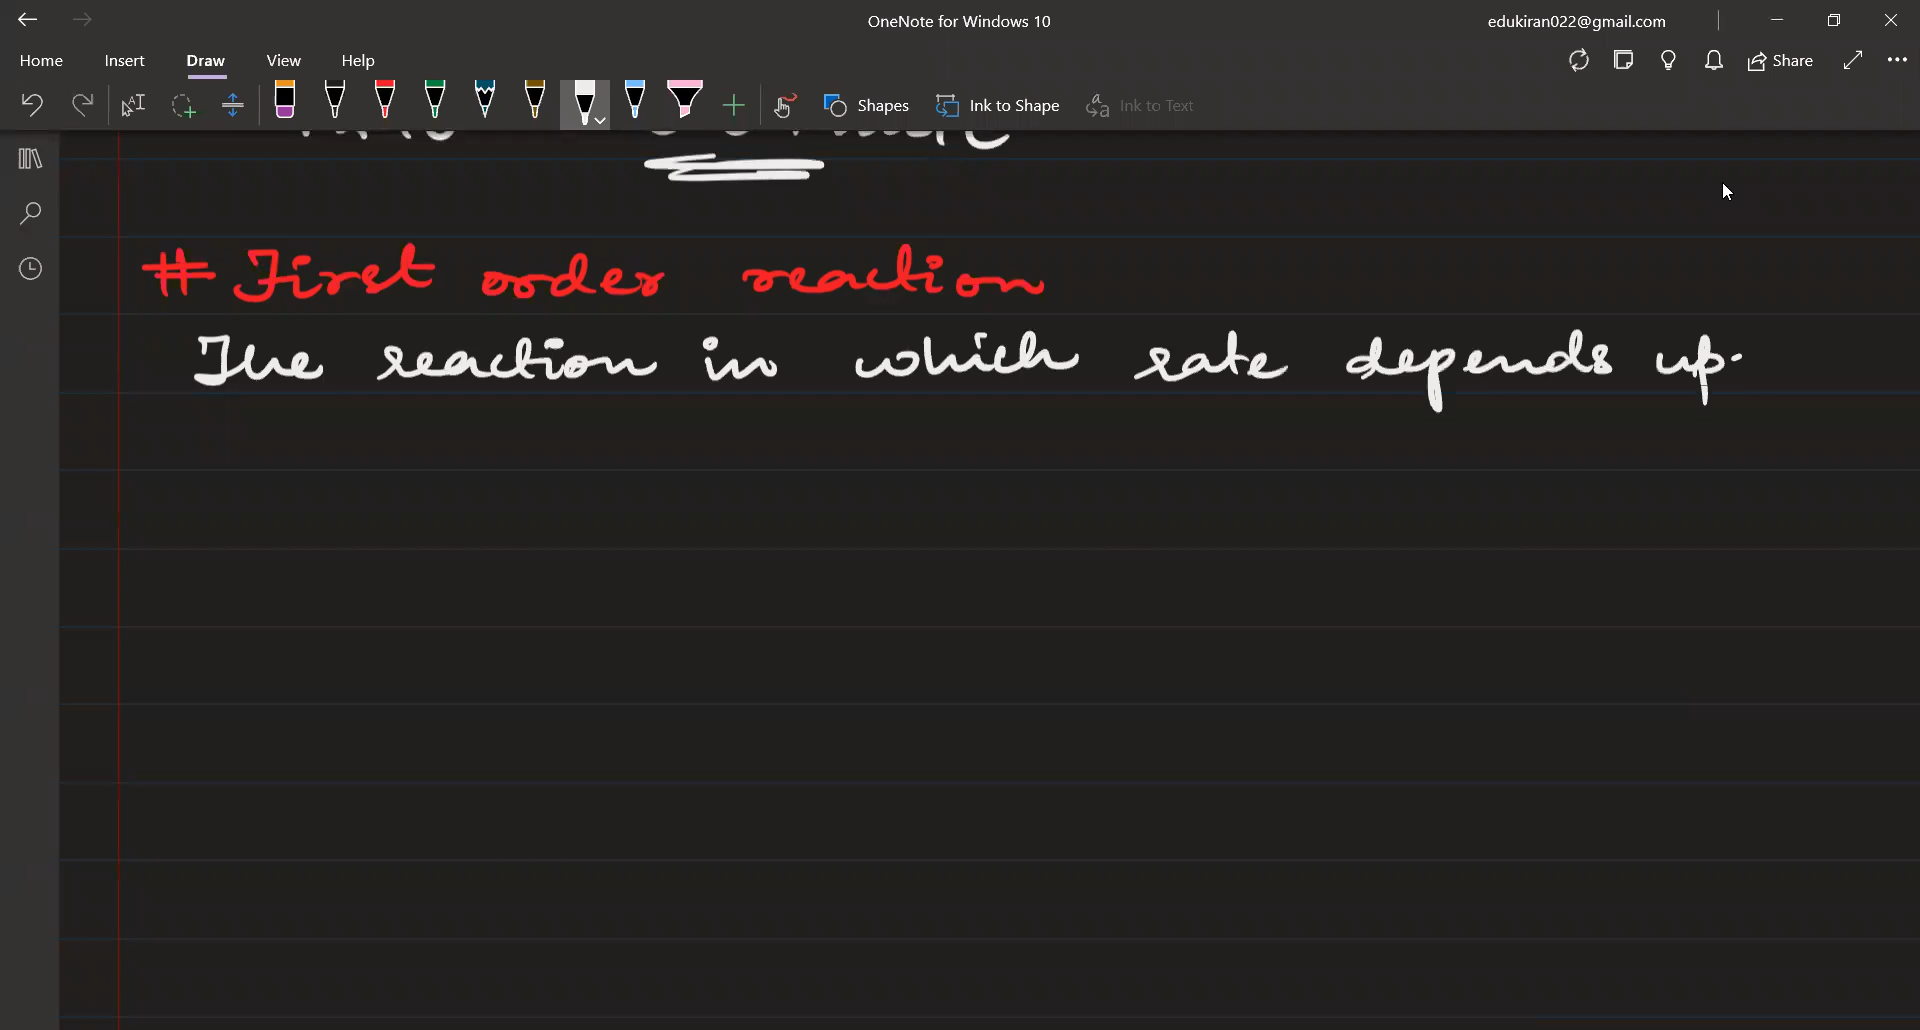 OneNote for Windows 10
edukiran022@gmail.com
Home Insert Draw View Help
Share
Shapes Ink to Shape Ink to Text
# First order reaction
The reaction in which rate depends up